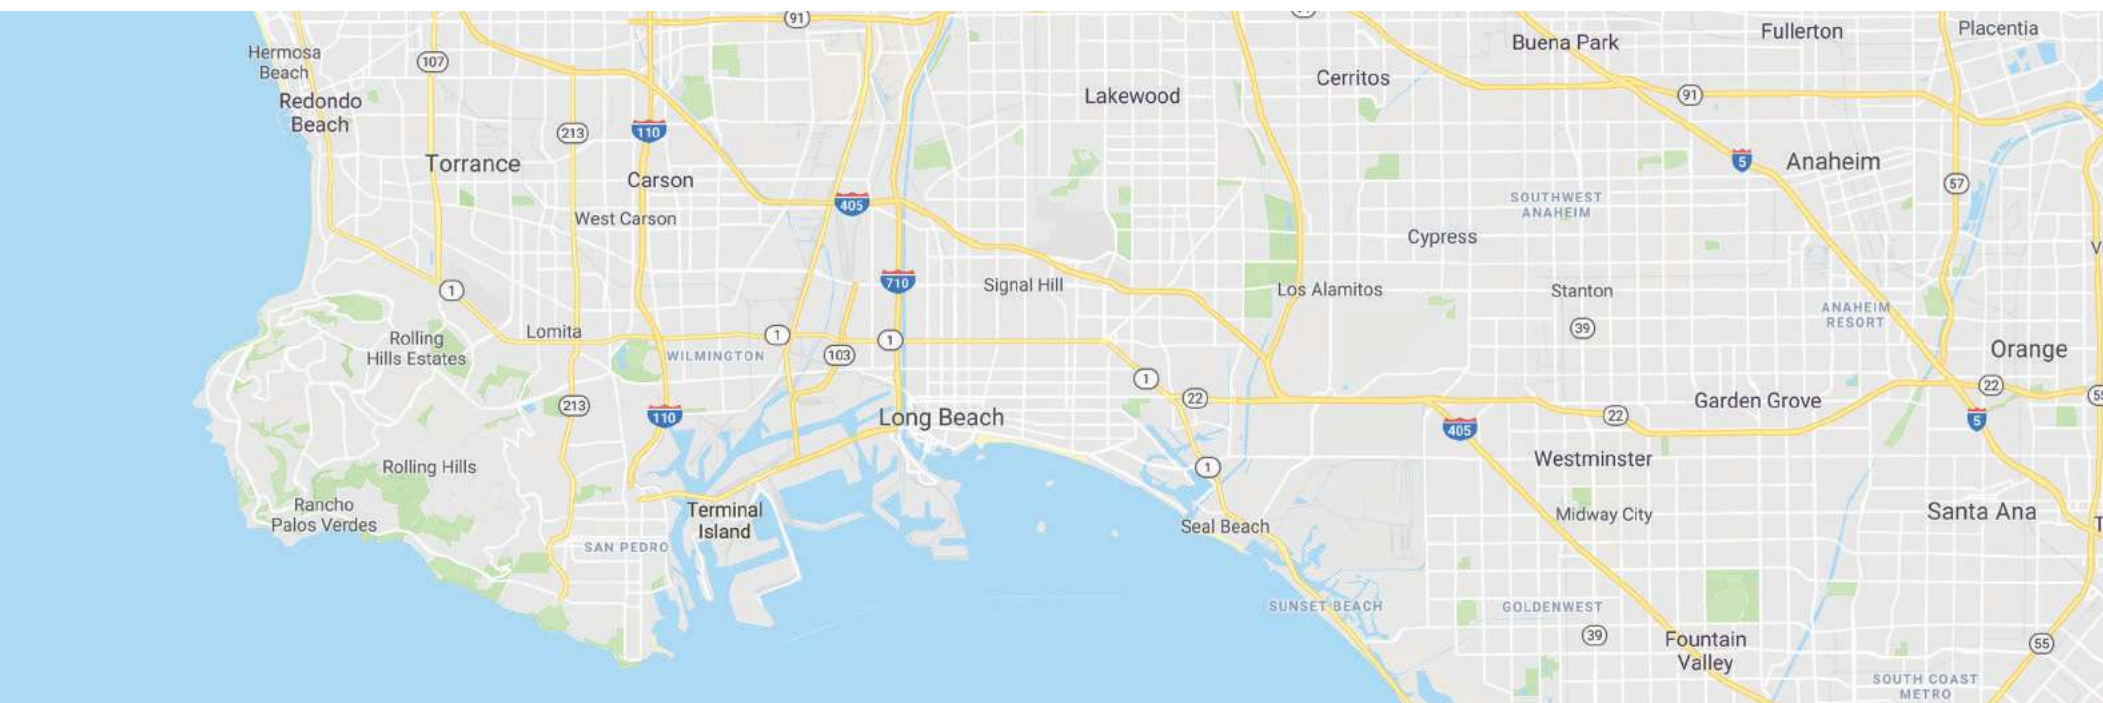 91
Hermosa
Beach
107
Buena Park
Fullerton
Placentia
Cerritos
Lakewood
91
Redondo
Beach
213
110
Torrance
5
Anaheim
Carson
57
405
SOUTHWEST
ANAHEIM
West Carson
Cypress
710
Signal Hill
Los Alamitos
Stanton
1
ANAHEIM
RESORT
39
Lomita
1
1
Rolling
Hills Estates
WILMINGTON
103
Orange
1
22
22
213
110
Long Beach
22
Garden Grove
5
405
Westminster
Rolling Hills
1
Rancho
Palos Verdes
Terminal
Island
Seal Beach
Midway City
Santa Ana
SAN PEDRO
SUNSET BEACH
GOLDENWEST
39
Fountain
Valley
55
SOUTH COAST
METRO